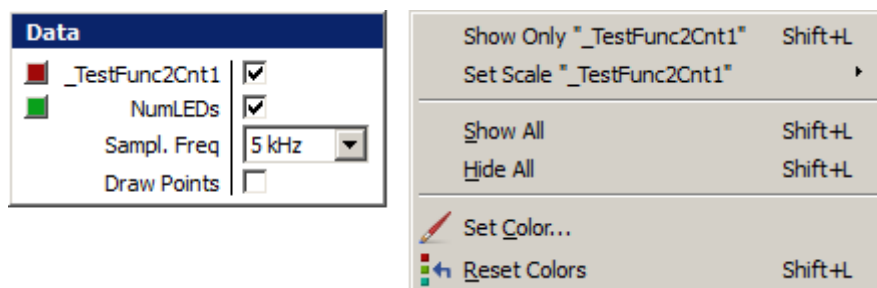 Data
_TestFunc2Cnt1
NumLEDs
Sampl. Freq 5 kHz
Draw Points
Show Only "_TestFunc2Cnt1" Shift+L
Set Scale "_TestFunc2Cnt1"
Show All Shift+L
Hide All Shift+L
Set Color...
Reset Colors Shift+L